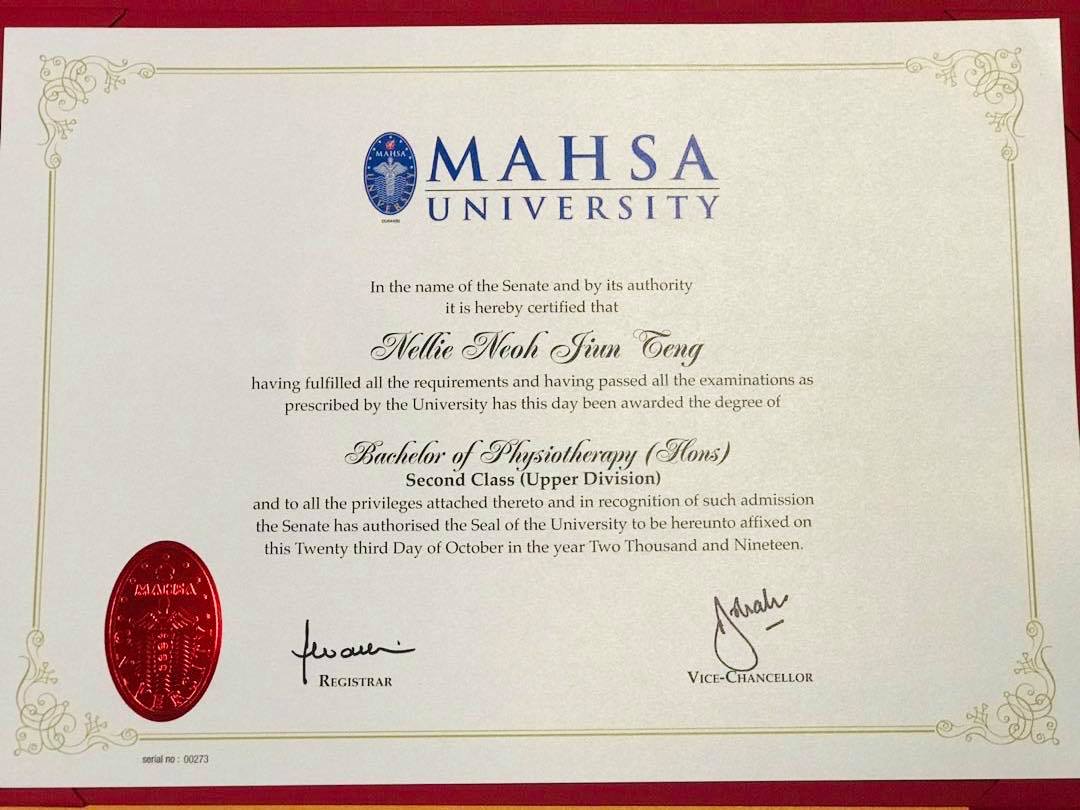 MAHSA
UNIVERSITY
MAHSA
UNIVERSITY
In the name of the Senate and by its authority
it is hereby certified that
Nellie Neoh Jiun Teng
having fulfilled all the requirements and having passed all the examinations as
prescribed by the University has this day been awarded the degree of
Bachelor of Physiotherapy (Hons)
Second Class (Upper Division)
and to all the privileges attached thereto and in recognition of such admission
the Senate has authorised the Seal of the University to be hereunto affixed on
this Twenty third Day of October in the year Two Thousand and Nineteen.
MAHSA
UNIVERSITY
REGISTRAR
VICE-CHANCELLOR
serial no : 00273